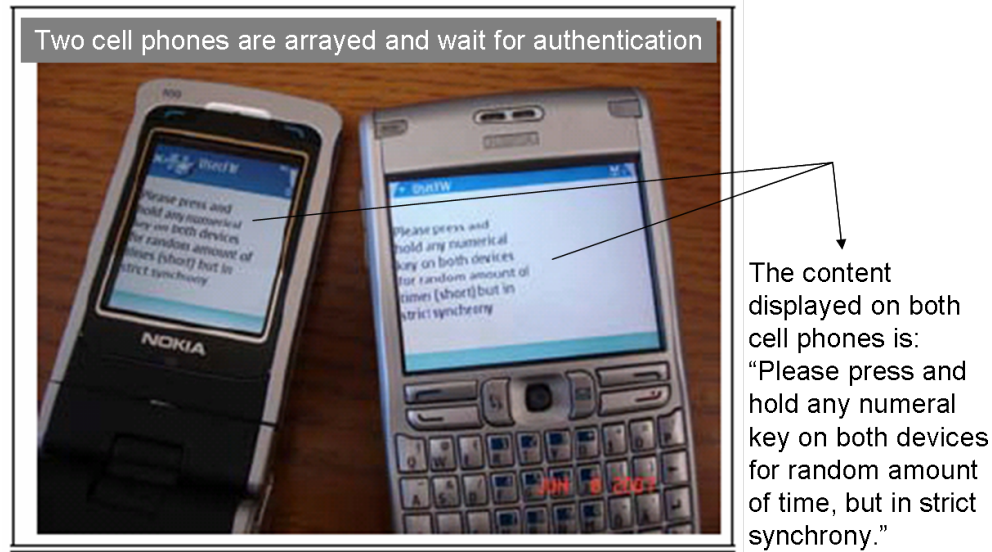 Two cell phones are arrayed and wait for authentication
N90
UseTW
Please press and
hold any numerical
key on both devices
for random amount of
times (short) but in
strict synchrony
NOKIA
UseTW
Please press and
hold any numerical
key on both devices
for random amount of
times (short) but in
strict synchrony
NOKIA
Q W E R T Y U I O P
A S D
JUN 8 2007
The content
displayed on both
cell phones is:
“Please press and
hold any numeral
key on both devices
for random amount
of time, but in strict
synchrony.”